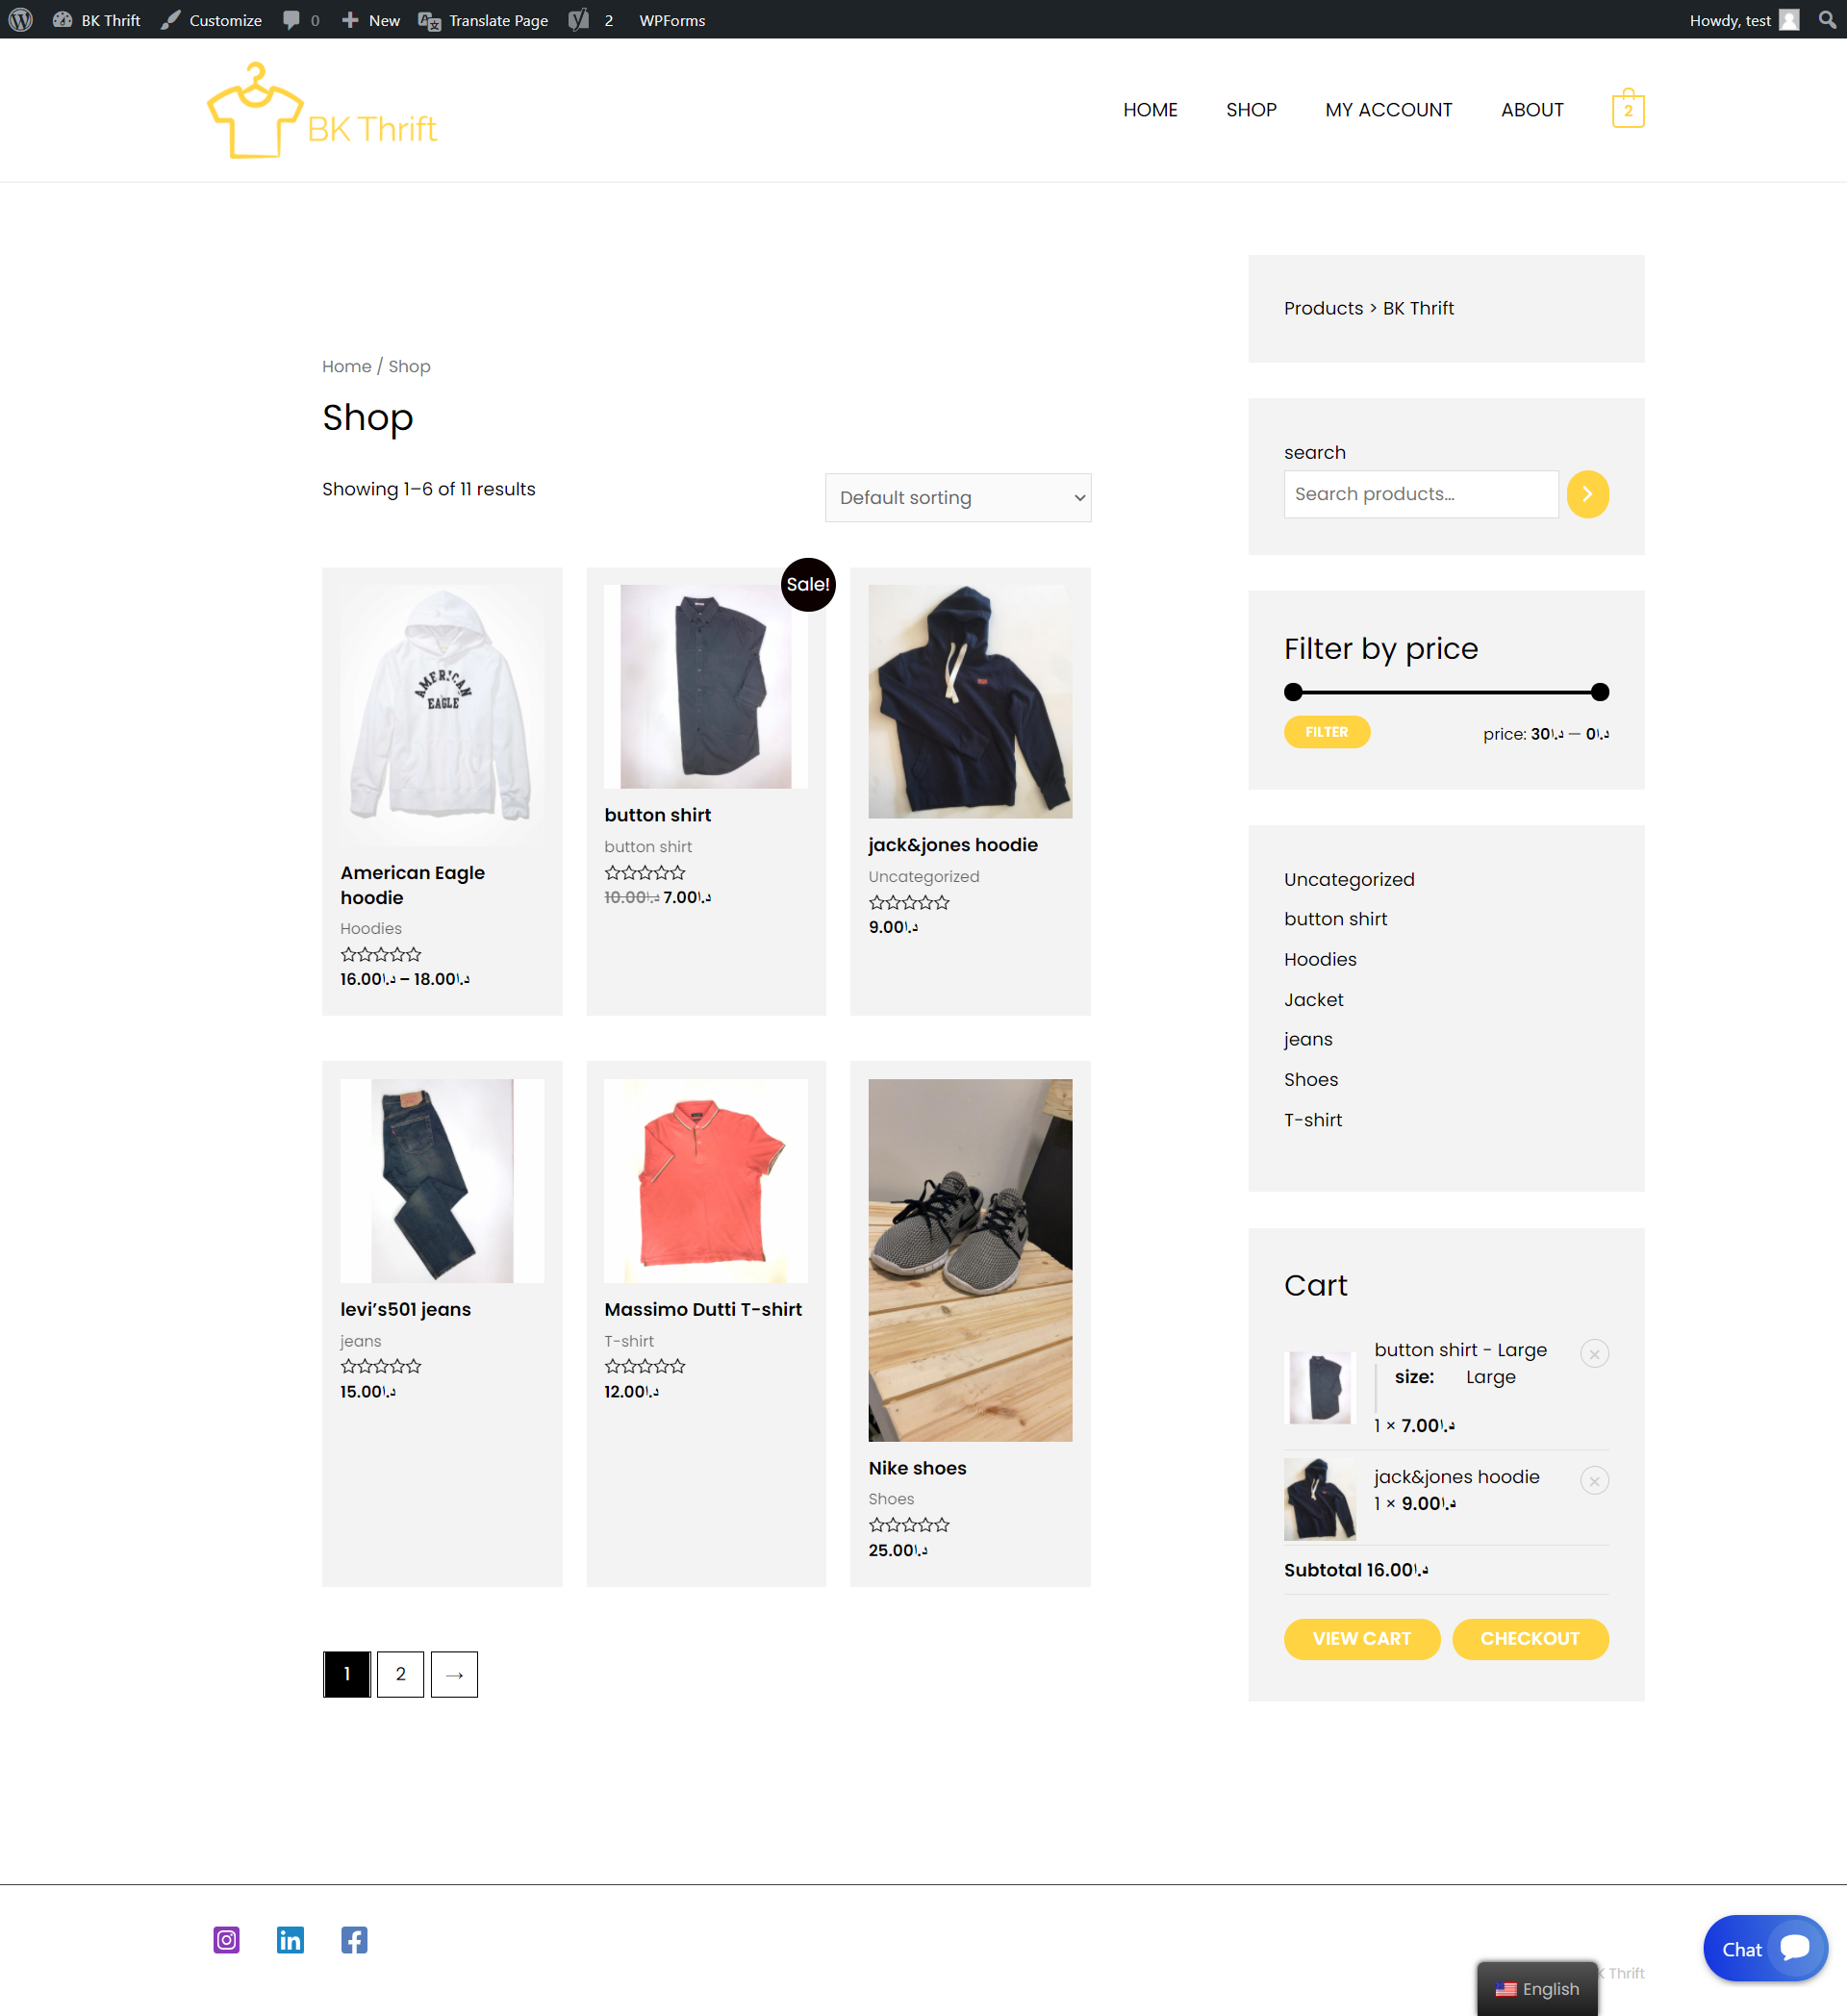 BK Thrift
Customize
0
New
Translate Page
2
WPForms
Howdy, test
BK Thrift
HOME
SHOP
MY ACCOUNT
ABOUT
2
Home / Shop
Shop
Showing 1–6 of 11 results
Default sorting
Sale!
AMERICAN
EAGLE
American Eagle
hoodie
Hoodies
16.00د.ا – 18.00د.ا
button shirt
button shirt
10.00د.ا 7.00د.ا
jack&jones hoodie
Uncategorized
9.00د.ا
levi’s501 jeans
jeans
15.00د.ا
Massimo Dutti T-shirt
T-shirt
12.00د.ا
Nike shoes
Shoes
25.00د.ا
1
2
→
Products > BK Thrift
search
Search products…
Filter by price
FILTER
price: 30د.ا — 0د.ا
Uncategorized
button shirt
Hoodies
Jacket
jeans
Shoes
T-shirt
Cart
button shirt - Large
size: Large
1 × 7.00د.ا
jack&jones hoodie
1 × 9.00د.ا
Subtotal 16.00د.ا
VIEW CART
CHECKOUT
Chat
Thrift
English